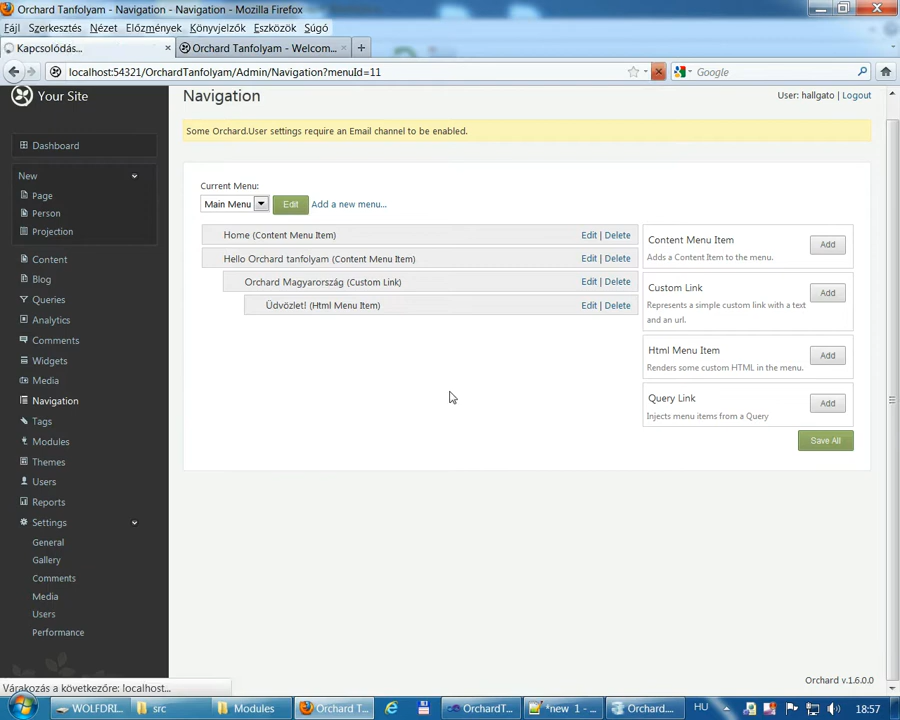 Orchard Tanfolyam - Navigation - Mozilla Firefox
Fájl Szerkesztés Nézet Előzmények Könyvjelzők Eszközök Súgó
Kapcsolódás... × Orchard Tanfolyam - Welcom... × +
localhost:54321/OrchardTanfolyam/Admin/Navigation?menuId=11
Google
Your Site
Navigation
User: hallgato | Logout
Some Orchard.User settings require an Email channel to be enabled.
Dashboard
New
Page
Person
Projection
Content
Blog
Queries
Analytics
Comments
Widgets
Media
Navigation
Tags
Modules
Themes
Users
Reports
Settings
General
Gallery
Comments
Media
Users
Performance
Current Menu:
Main Menu Edit Add a new menu...
Home (Content Menu Item) Edit | Delete
Hello Orchard tanfolyam (Content Menu Item) Edit | Delete
Orchard Magyarország (Custom Link) Edit | Delete
Üdvözlet! (Html Menu Item) Edit | Delete
Content Menu Item
Adds a Content Item to the menu.
Add
Custom Link
Represents a simple custom link with a text
and an url.
Add
Html Menu Item
Renders some custom HTML in the menu.
Add
Query Link
Injects menu items from a Query
Add
Save All
Orchard v.1.6.0.0
Várakozás a következőre: localhost...
WOLFDRI... src Modules Orchard T... OrchardT... *new 1 - ... Orchard.... HU 18:57